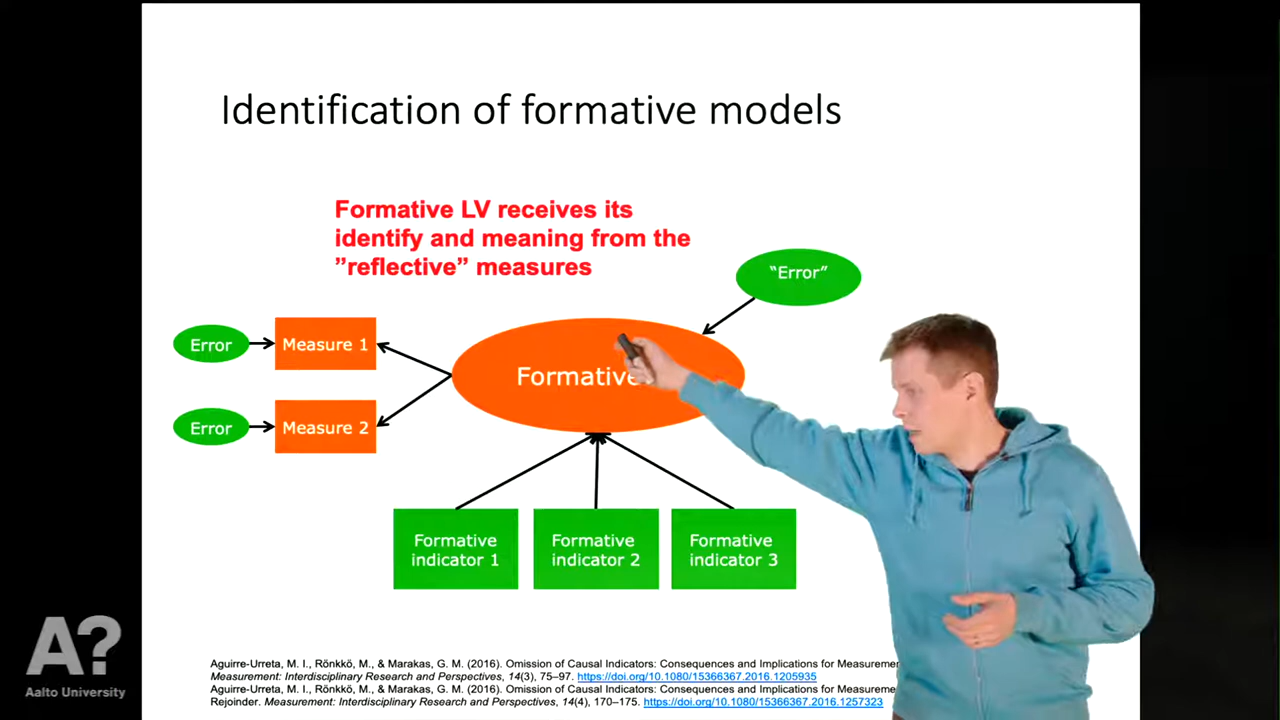 Identification of formative models
Formative LV receives its
identify and meaning from the
”reflective” measures
“Error”
Error
Measure 1
Formative
Error
Measure 2
Formative
indicator 1
Formative
indicator 2
Formative
indicator 3
Aguirre-Urreta, M. I., Rönkkö, M., & Marakas, G. M. (2016). Omission of Causal Indicators: Consequences and Implications for
Measurement: Interdisciplinary Research and Perspectives, 14(3), 75–97. https://doi.org/10.1080/15366367.2016.1205935
Aguirre-Urreta, M. I., Rönkkö, M., & Marakas, G. M. (2016). Omission of Causal Indicators: Consequences and Implications for
Rejoinder. Measurement: Interdisciplinary Research and Perspectives, 14(4), 170–175. https://doi.org/10.1080/15366367.2016.1257323
A?
Aalto University